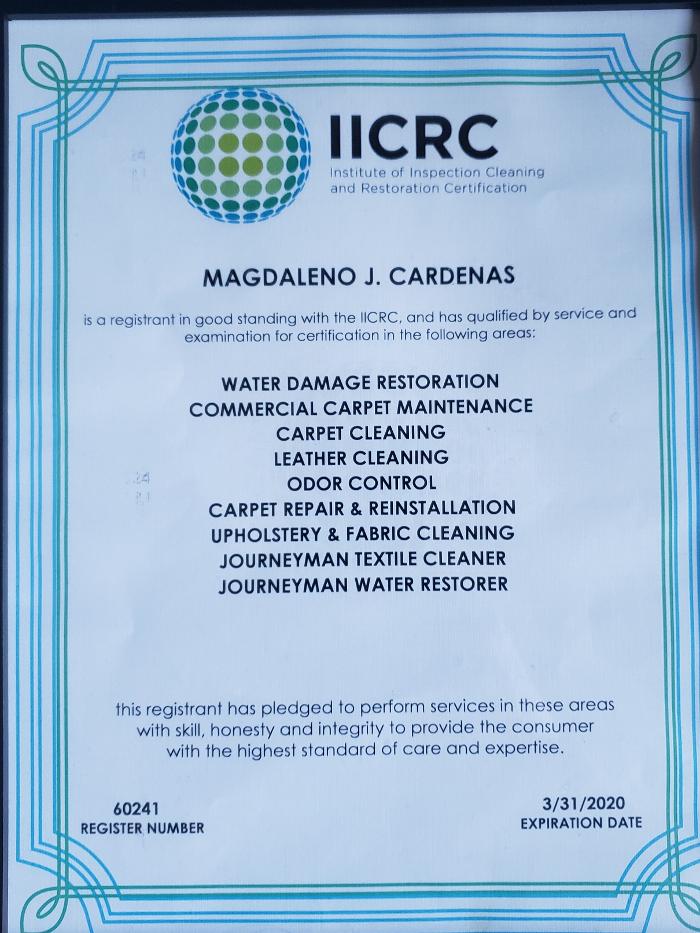 IICRC
Institute of Inspection Cleaning
and Restoration Certification
MAGDALENO J. CARDENAS
is a registrant in good standing with the IICRC, and has qualified by service and
examination for certification in the following areas:
WATER DAMAGE RESTORATION
COMMERCIAL CARPET MAINTENANCE
CARPET CLEANING
LEATHER CLEANING
ODOR CONTROL
CARPET REPAIR & REINSTALLATION
UPHOLSTERY & FABRIC CLEANING
JOURNEYMAN TEXTILE CLEANER
JOURNEYMAN WATER RESTORER
this registrant has pledged to perform services in these areas
with skill, honesty and integrity to provide the consumer
with the highest standard of care and expertise.
60241
REGISTER NUMBER
3/31/2020
EXPIRATION DATE